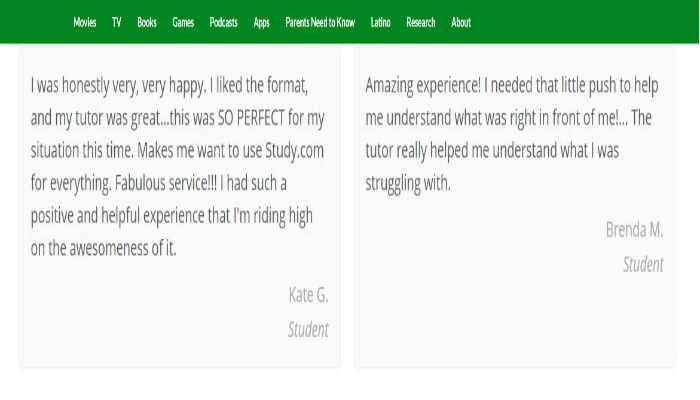 Movies TV Books Games Podcasts Apps Parents Need to Know Latino Research About
I was honestly very, very happy. I liked the format,
and my tutor was great...this was SO PERFECT for my
situation this time. Makes me want to use Study.com
for everything. Fabulous service!!! I had such a
positive and helpful experience that I'm riding high
on the awesomeness of it.
Kate G.
Student
Amazing experience! I needed that little push to help
me understand what was right in front of me!... The
tutor really helped me understand what I was
struggling with.
Brenda M.
Student